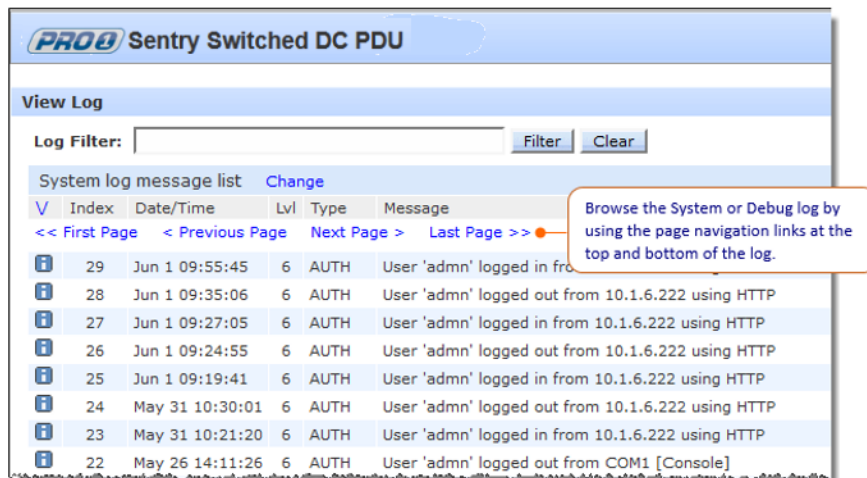 PRO2 Sentry Switched DC PDU
View Log
Log Filter: Filter Clear
System log message list Change
V Index Date/Time Lvl Type Message
<< First Page < Previous Page Next Page > Last Page >>
Browse the System or Debug log by
using the page navigation links at the
top and bottom of the log.
29 Jun 1 09:55:45 6 AUTH User 'admn' logged in
28 Jun 1 09:35:06 6 AUTH User 'admn' logged out from 10.1.6.222 using HTTP
27 Jun 1 09:27:05 6 AUTH User 'admn' logged in from 10.1.6.222 using HTTP
26 Jun 1 09:24:55 6 AUTH User 'admn' logged out from 10.1.6.222 using HTTP
25 Jun 1 09:19:41 6 AUTH User 'admn' logged in from 10.1.6.222 using HTTP
24 May 31 10:30:01 6 AUTH User 'admn' logged out from 10.1.6.222 using HTTP
23 May 31 10:21:20 6 AUTH User 'admn' logged in from 10.1.6.222 using HTTP
22 May 26 14:11:26 6 AUTH User 'admn' logged out from COM1 [Console]